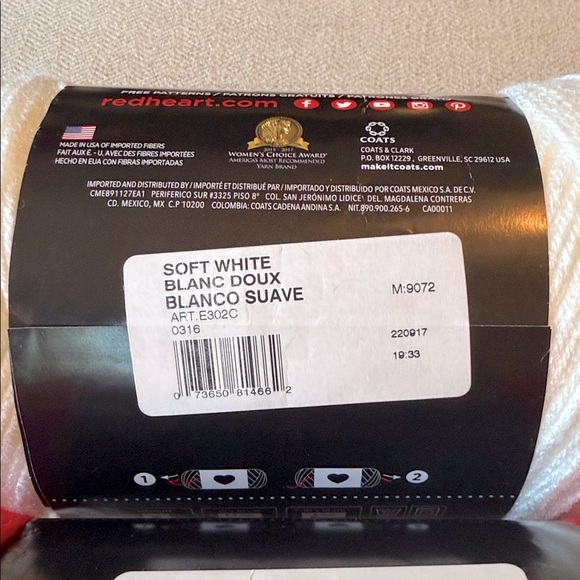 FREE PATTERNS / PATRONS GRATUITS / PATRONES GRATIS
redheart.com
MADE IN USA OF IMPORTED FIBERS
FAIT AUX É. - U. AVEC DES FIBRES IMPORTÉES
HECHO EN EUA CON FIBRAS IMPORTADAS
2015 - 2017
WOMEN'S CHOICE AWARD®
AMERICA'S MOST RECOMMENDED
YARN BRAND
COATS
COATS & CLARK
P.O. BOX 12229, GREENVILLE, SC 29612 USA
makeitcoats.com
IMPORTED AND DISTRIBUTED BY / IMPORTÉ ET DISTRIBUÉ PAR / IMPORTADO Y DISTRIBUIDO POR COATS MEXICO S.A. DE C.V.
CME891127EA1 PERIFERICO SUR #3325 PISO 8° COL. SAN JERÓNIMO LIDICE DEL. MAGDALENA CONTRERAS
CD. MEXICO, MX C.P 10200 COLOMBIA: COATS CADENA ANDINA S.A. NIT.890.900.265-6 CA00011
SOFT WHITE
BLANC DOUX
BLANCO SUAVE
ART.E302C
0316
M:9072
220917
19:33
0 73650 81466 2
1
2